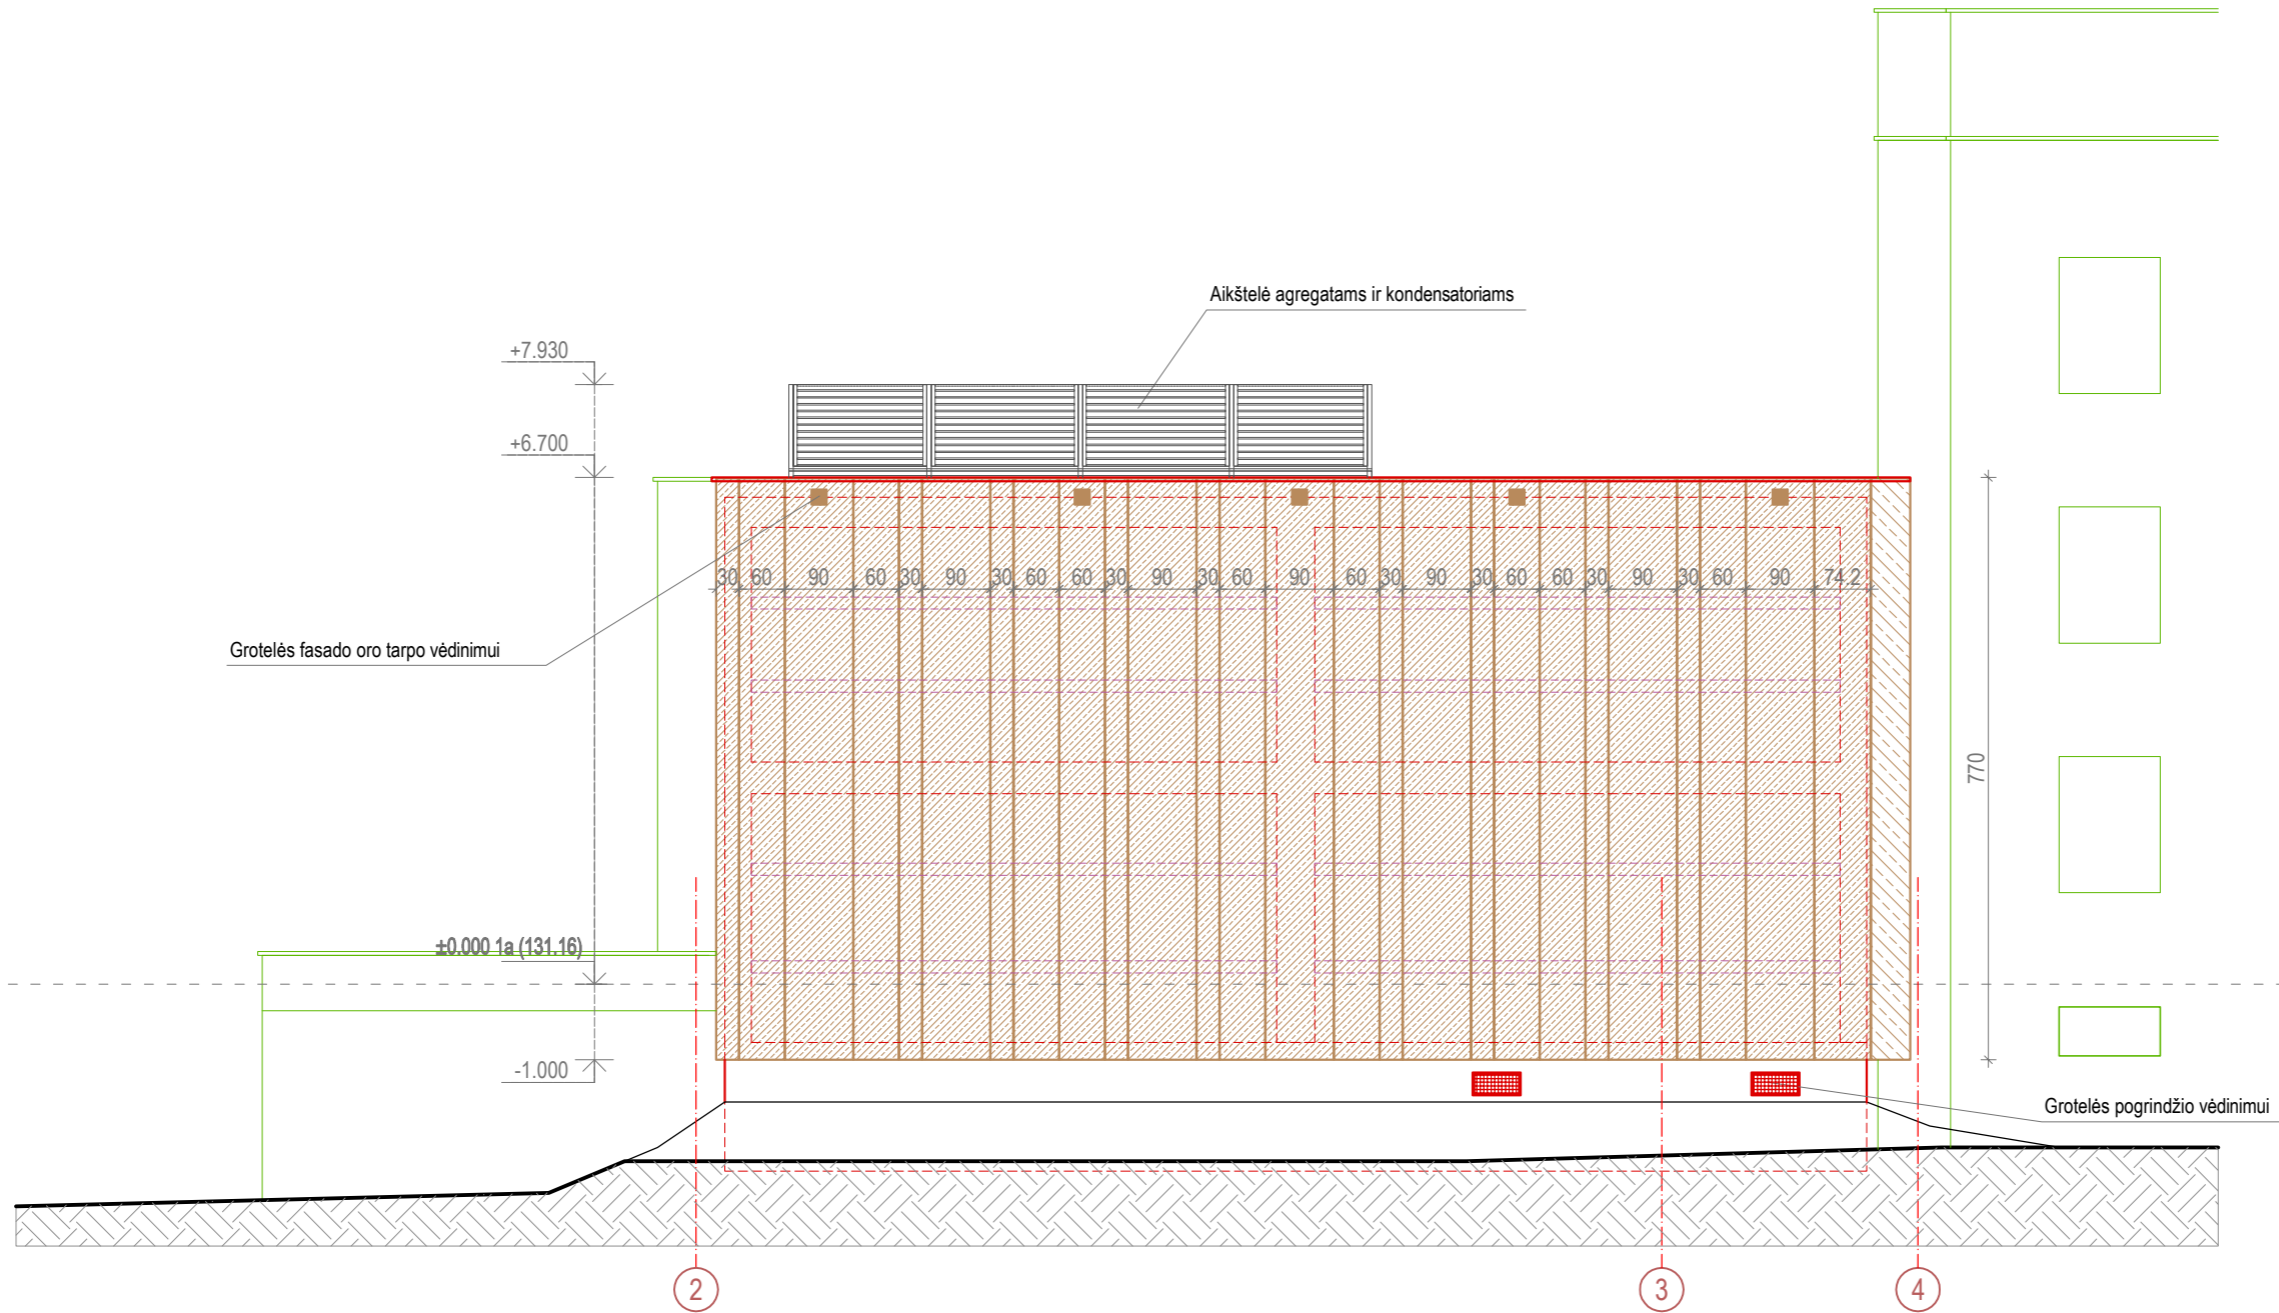 Aikštelė agregatams ir kondensatoriams
+7.930
+6.700
30 60 90 60 30 90 30 60 60 30 90 30 60 90 60 30 90 30 60 60 30 90 30 60 90 74.2
Grotelės fasado oro tarpo vėdinimui
770
±0.000 1a (131.16)
-1.000
Grotelės pogrindžio vėdinimui
2 3 4